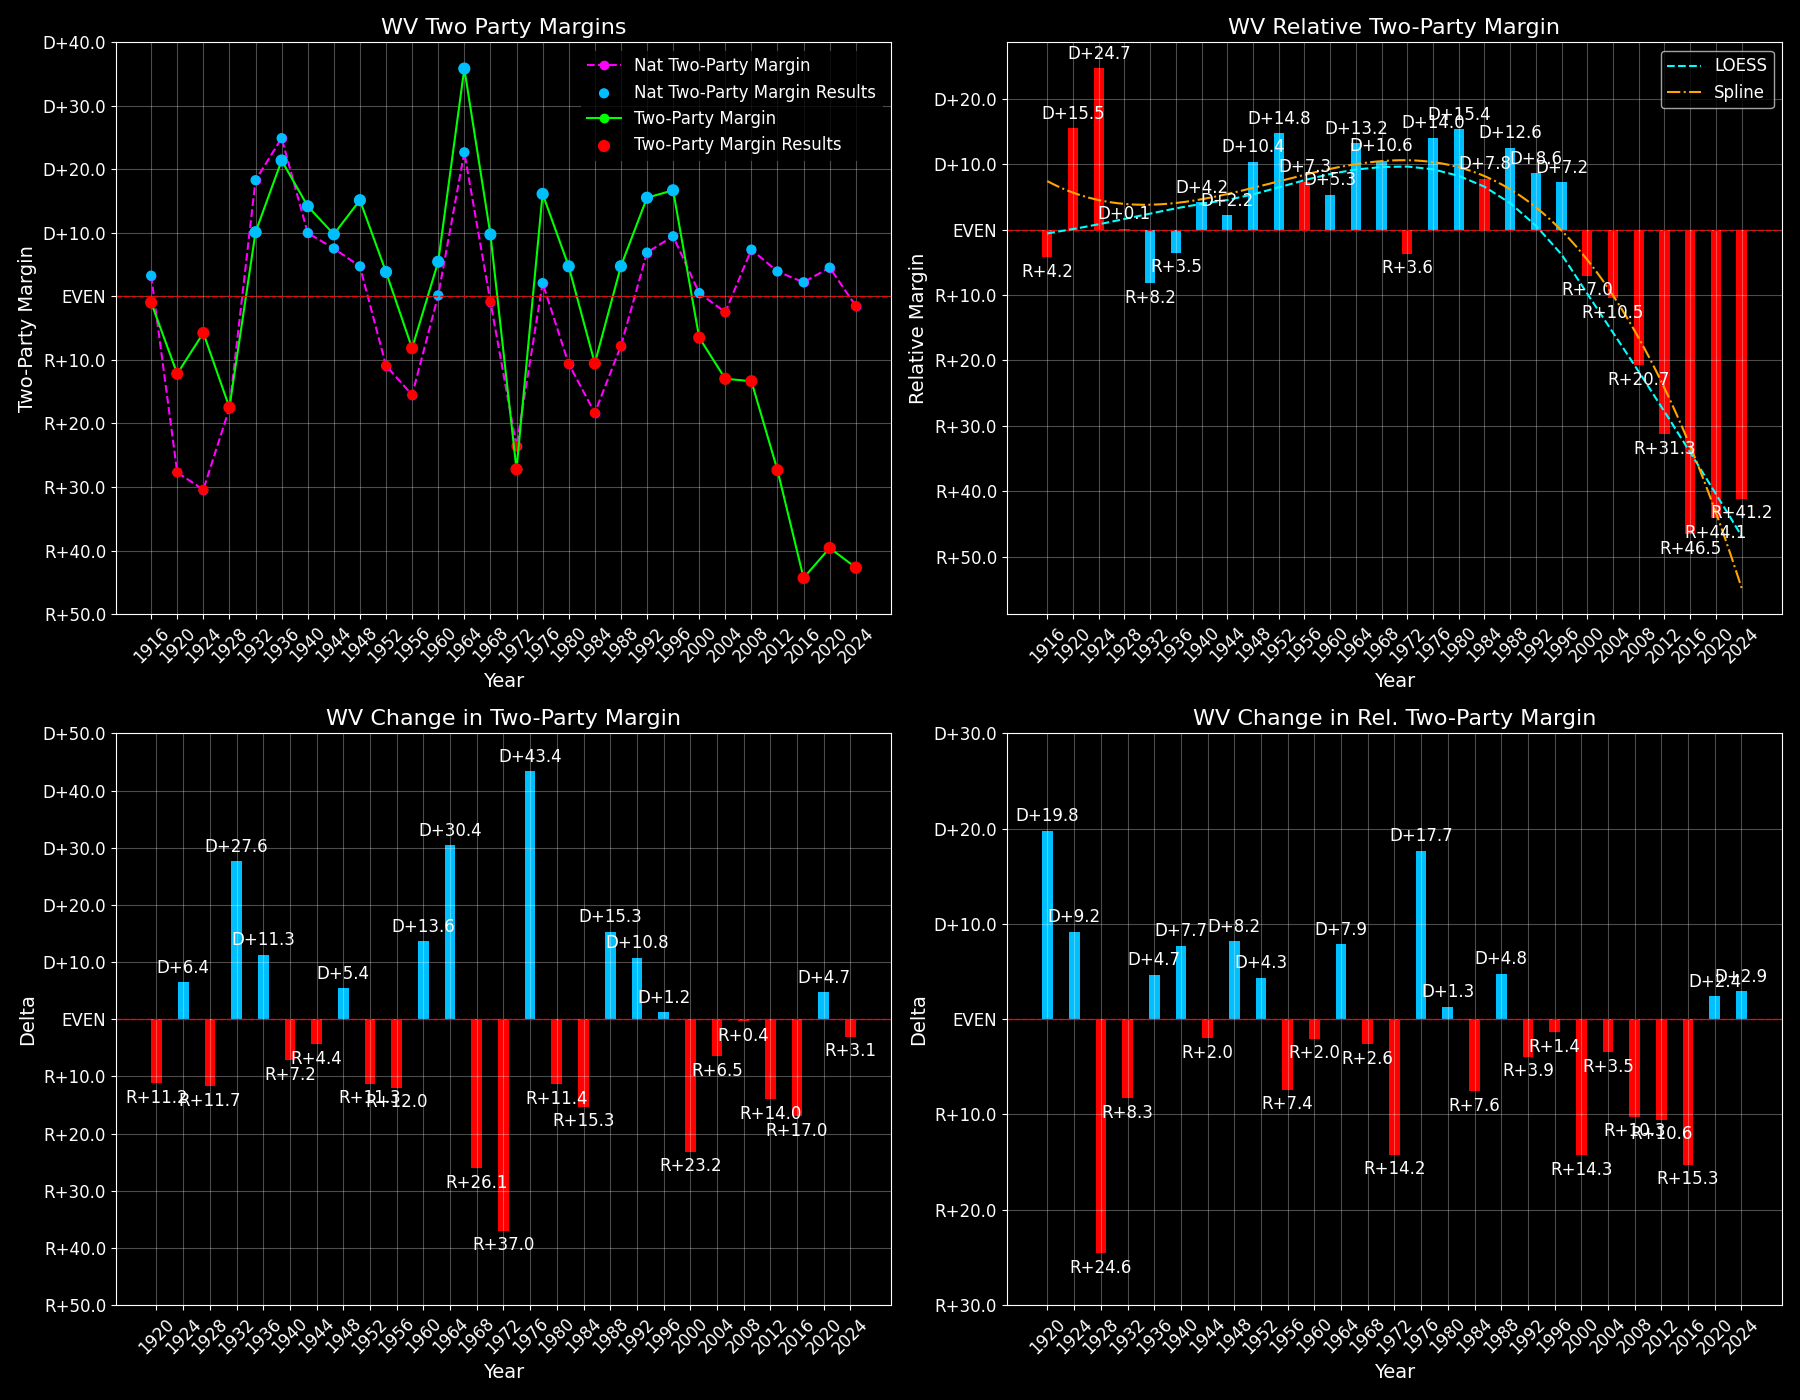 WV Two Party Margins
D+40.0
D+30.0
D+20.0
D+10.0
EVEN
R+10.0
R+20.0
R+30.0
R+40.0
R+50.0
Two-Party Margin
Nat Two-Party Margin
Nat Two-Party Margin Results
Two-Party Margin
Two-Party Margin Results
1916 1920 1924 1928 1932 1936 1940 1944 1948 1952 1956 1960 1964 1968 1972 1976 1980 1984 1988 1992 1996 2000 2004 2008 2012 2016 2020 2024
Year
WV Relative Two-Party Margin
D+20.0
D+10.0
EVEN
R+10.0
R+20.0
R+30.0
R+40.0
R+50.0
Relative Margin
LOESS
Spline
R+4.2
D+15.5
D+24.7
D+0.1
R+8.2
R+3.5
D+4.2
D+2.2
D+10.4
D+14.8
D+7.3
D+5.3
D+13.2
D+10.6
R+3.6
D+14.0
D+15.4
D+7.8
D+12.6
D+8.6
D+7.2
R+7.0
R+10.5
R+20.7
R+31.3
R+46.5
R+44.1
R+41.2
1916 1920 1924 1928 1932 1936 1940 1944 1948 1952 1956 1960 1964 1968 1972 1976 1980 1984 1988 1992 1996 2000 2004 2008 2012 2016 2020 2024
Year
WV Change in Two-Party Margin
D+50.0
D+40.0
D+30.0
D+20.0
D+10.0
EVEN
R+10.0
R+20.0
R+30.0
R+40.0
R+50.0
Delta
R+11.2
D+6.4
R+11.7
D+27.6
D+11.3
R+7.2
R+4.4
D+5.4
R+11.3
R+12.0
D+13.6
D+30.4
R+26.1
R+37.0
D+43.4
R+11.4
R+15.3
D+15.3
D+10.8
D+1.2
R+23.2
R+6.5
R+0.4
R+14.0
R+17.0
D+4.7
R+3.1
1920 1924 1928 1932 1936 1940 1944 1948 1952 1956 1960 1964 1968 1972 1976 1980 1984 1988 1992 1996 2000 2004 2008 2012 2016 2020 2024
Year
WV Change in Rel. Two-Party Margin
D+30.0
D+20.0
D+10.0
EVEN
R+10.0
R+20.0
R+30.0
Delta
D+19.8
D+9.2
R+24.6
R+8.3
D+4.7
D+7.7
R+2.0
D+8.2
D+4.3
R+7.4
R+2.0
D+7.9
R+2.6
R+14.2
D+17.7
D+1.3
R+7.6
D+4.8
R+3.9
R+1.4
R+14.3
R+3.5
R+10.3
R+10.6
R+15.3
D+2.4
D+2.9
1920 1924 1928 1932 1936 1940 1944 1948 1952 1956 1960 1964 1968 1972 1976 1980 1984 1988 1992 1996 2000 2004 2008 2012 2016 2020 2024
Year